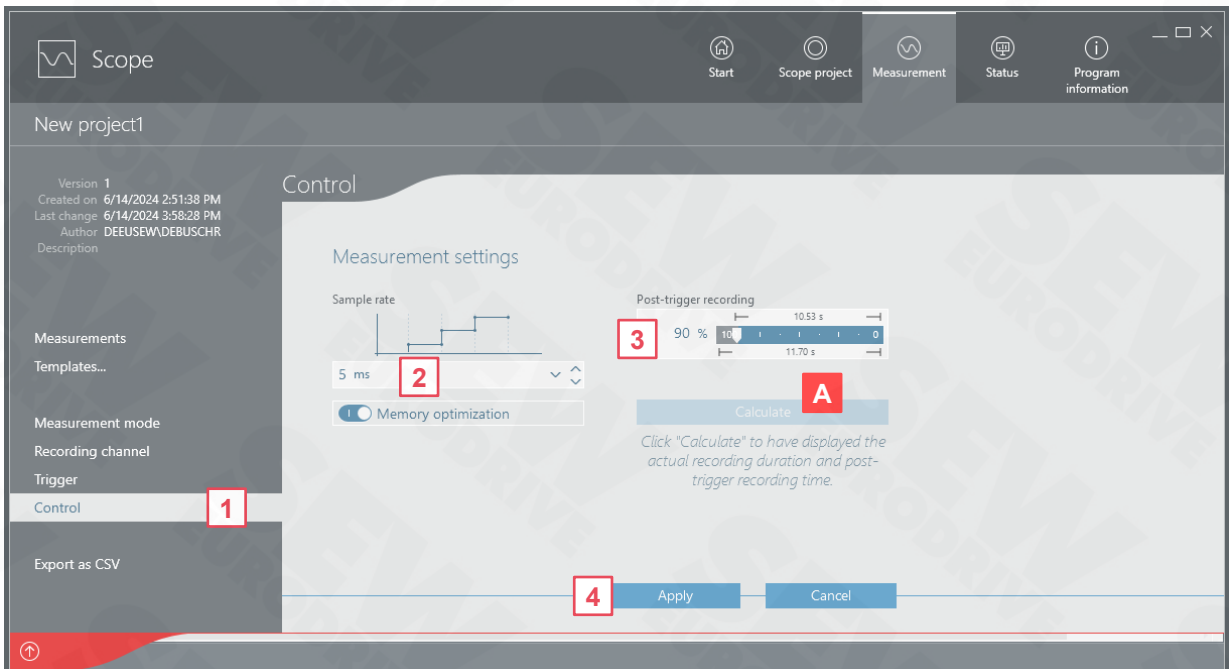 Scope
Start
Scope project
Measurement
Status
Program
information
New project1
Version 1
Created on 6/14/2024 2:51:38 PM
Last change 6/14/2024 3:58:28 PM
Author DEEUSEW\DEBUSCHR
Description
Measurements
Templates...
Measurement mode
Recording channel
Trigger
Control
1
Export as CSV
Control
Measurement settings
Sample rate
5 ms
2
Memory optimization
Post-trigger recording
10.53 s
3
90 %
10
0
11.70 s
A
Calculate
Click "Calculate" to have displayed the
actual recording duration and post-
trigger recording time.
4
Apply
Cancel
SEW
EURODRIVE